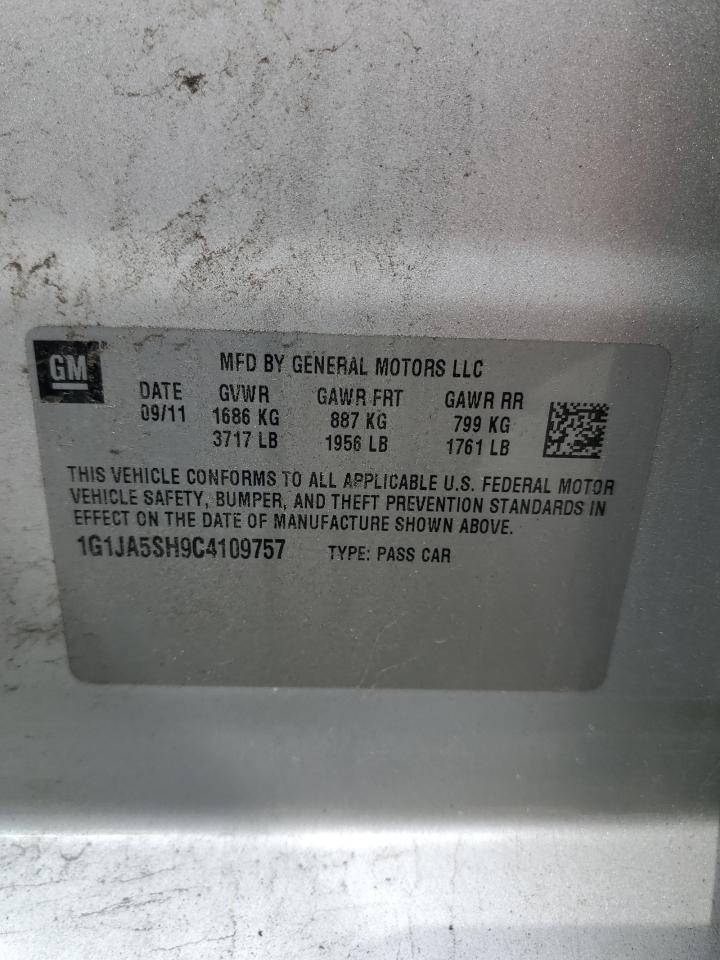 GM
MFD BY GENERAL MOTORS LLC
DATE GVWR GAWR FRT GAWR RR
09/11 1686 KG 887 KG 799 KG
3717 LB 1956 LB 1761 LB
THIS VEHICLE CONFORMS TO ALL APPLICABLE U.S. FEDERAL MOTOR
VEHICLE SAFETY, BUMPER, AND THEFT PREVENTION STANDARDS IN
EFFECT ON THE DATE OF MANUFACTURE SHOWN ABOVE.
1G1JA5SH9C4109757 TYPE: PASS CAR